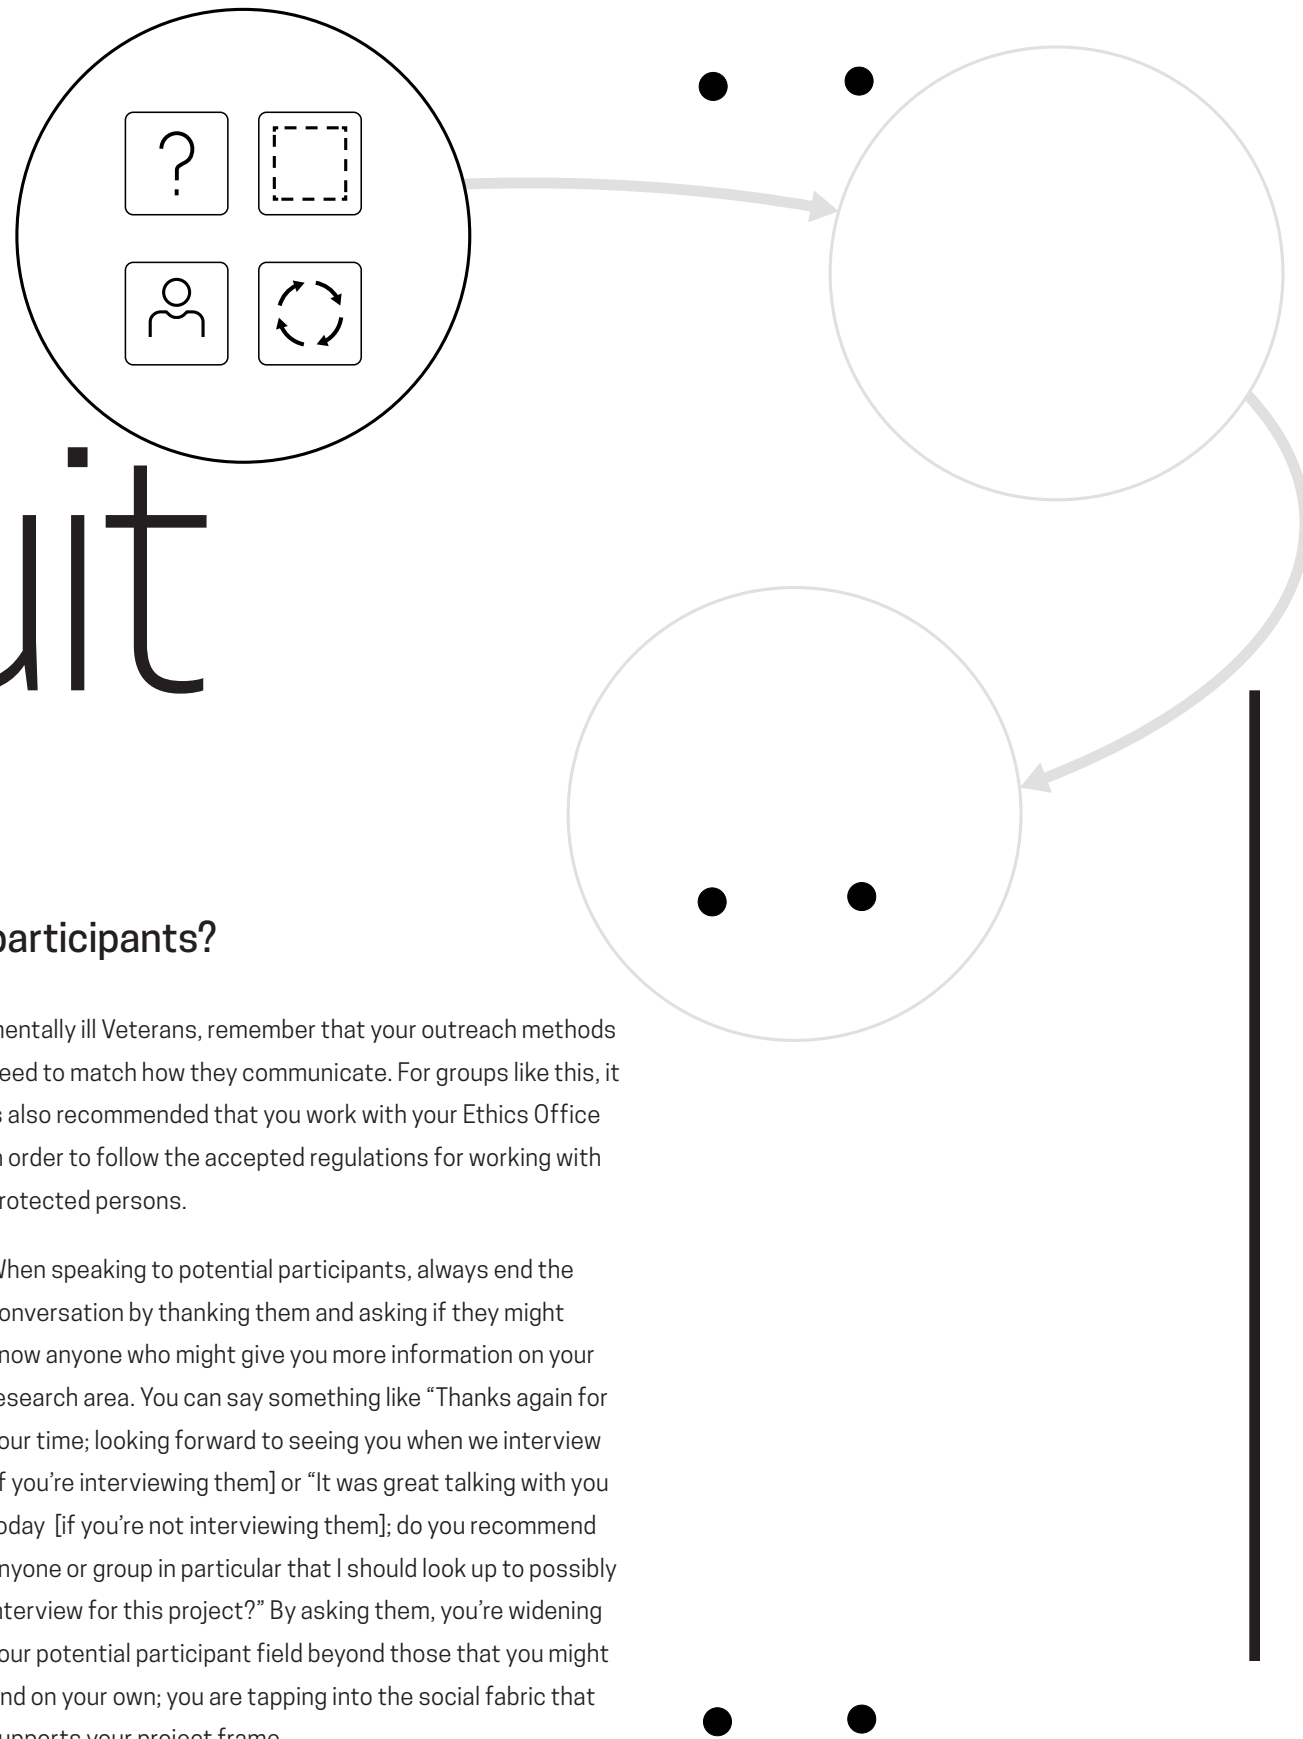 ?
uit
participants?
mentally ill Veterans, remember that your outreach methods
eed to match how they communicate. For groups like this, it
s also recommended that you work with your Ethics Office
n order to follow the accepted regulations for working with
rotected persons.
When speaking to potential participants, always end the
onversation by thanking them and asking if they might
now anyone who might give you more information on your
esearch area. You can say something like “Thanks again for
our time; looking forward to seeing you when we interview
f you’re interviewing them] or “It was great talking with you
oday [if you’re not interviewing them]; do you recommend
nyone or group in particular that I should look up to possibly
nterview for this project?” By asking them, you’re widening
our potential participant field beyond those that you might
nd on your own; you are tapping into the social fabric that
upports your project frame